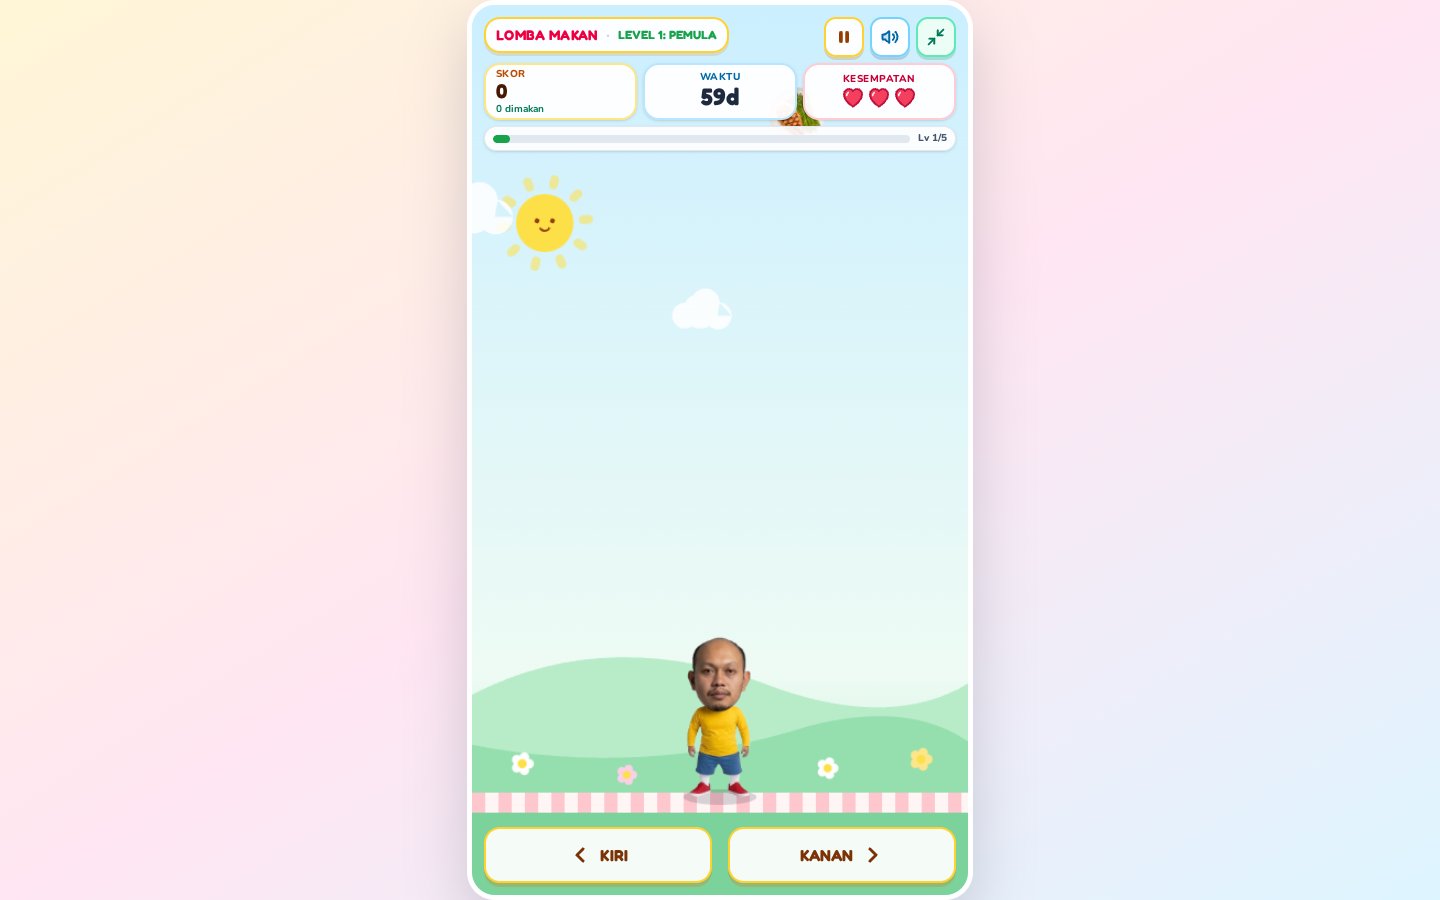 LOMBA MAKAN · LEVEL 1: PEMULA
SKOR
0
0 dimakan
WAKTU
59d
KESEMPATAN
Lv 1/5
KIRI
KANAN